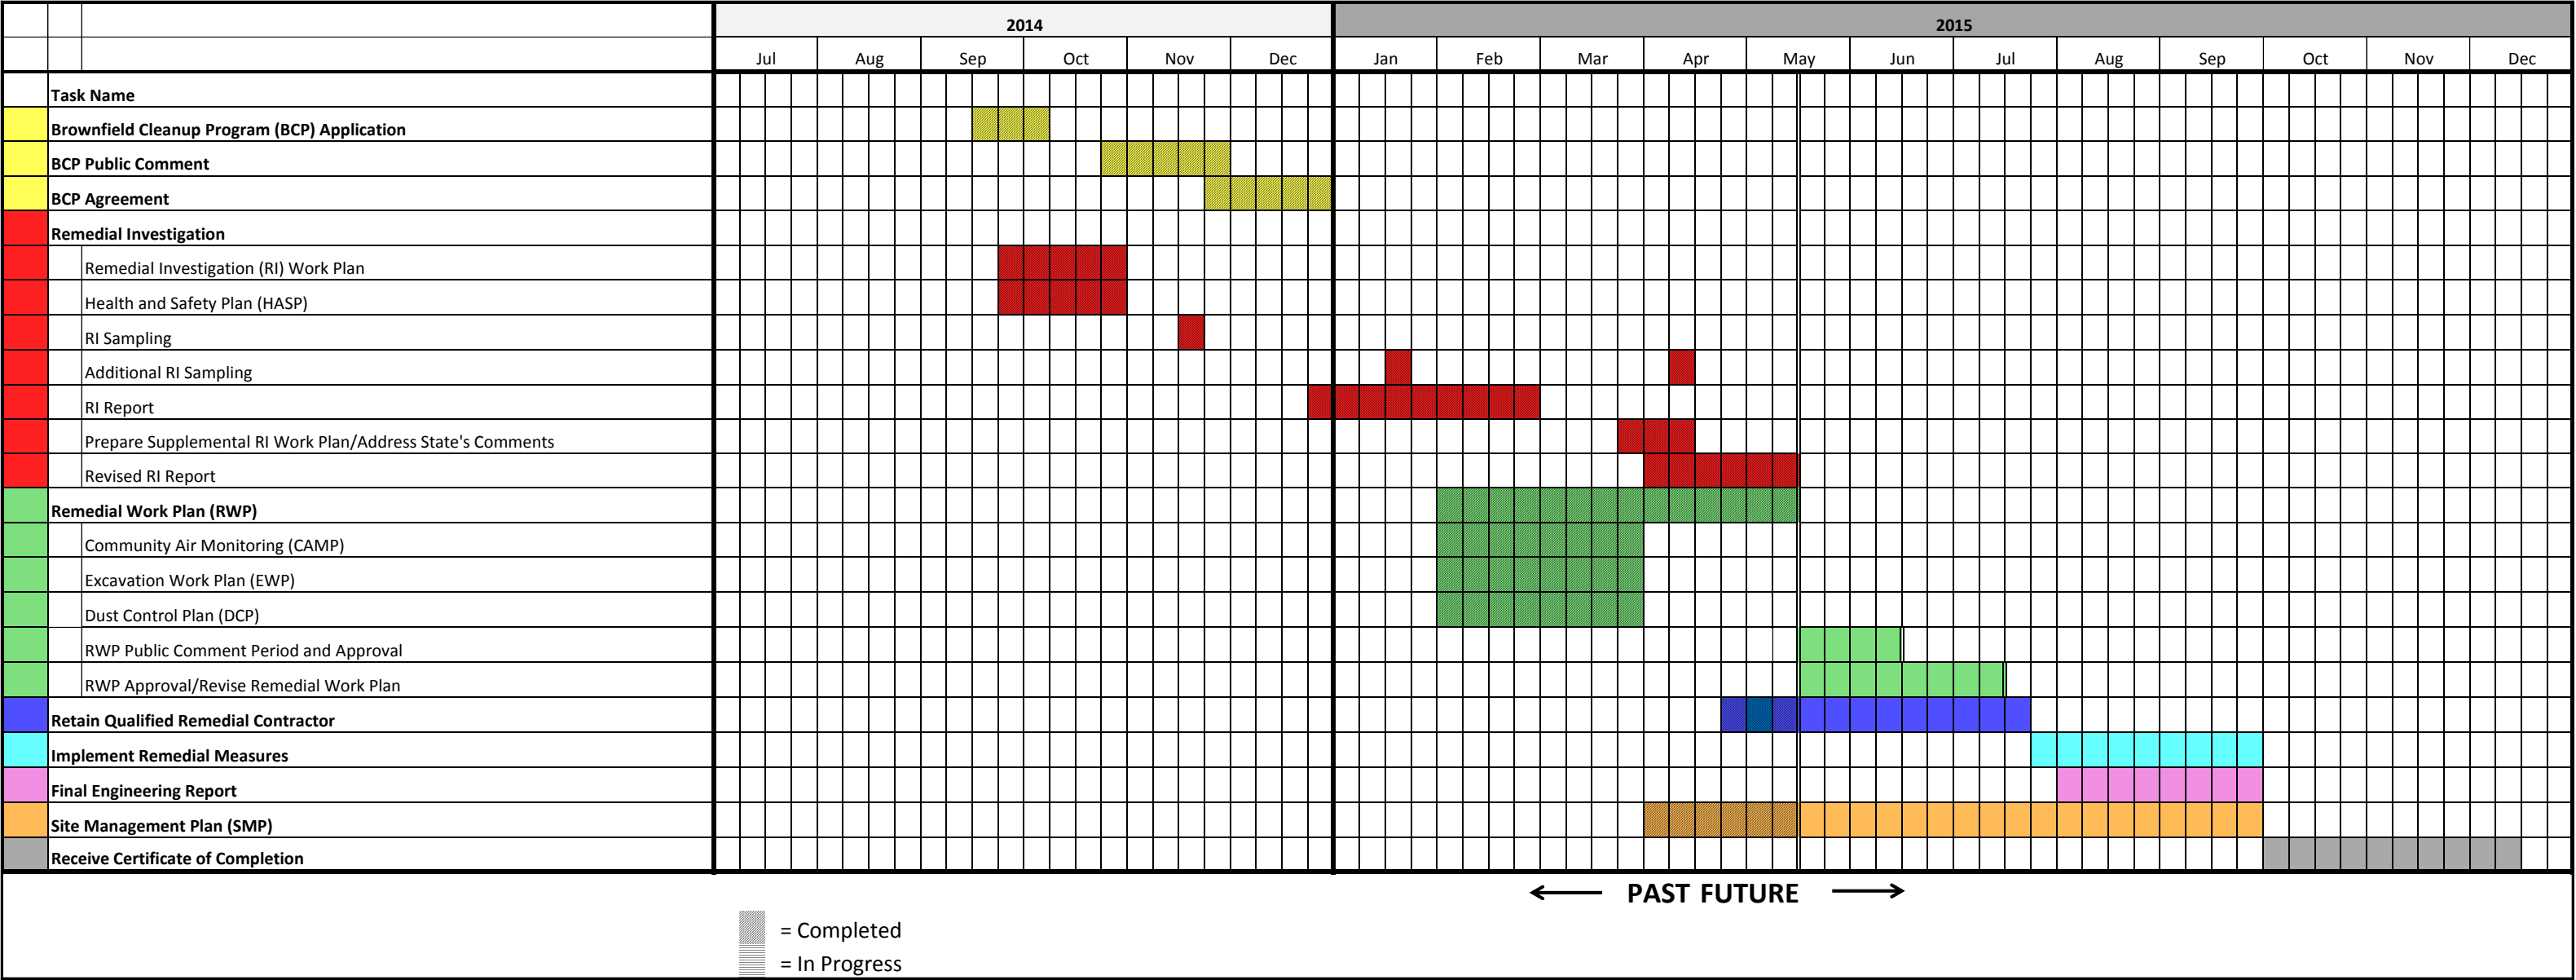 2014 2015
Jul Aug Sep Oct Nov Dec Jan Feb Mar Apr May Jun Jul Aug Sep Oct Nov Dec
Task Name
Brownfield Cleanup Program (BCP) Application
BCP Public Comment
BCP Agreement
Remedial Investigation
Remedial Investigation (RI) Work Plan
Health and Safety Plan (HASP)
RI Sampling
Additional RI Sampling
RI Report
Prepare Supplemental RI Work Plan/Address State's Comments
Revised RI Report
Remedial Work Plan (RWP)
Community Air Monitoring (CAMP)
Excavation Work Plan (EWP)
Dust Control Plan (DCP)
RWP Public Comment Period and Approval
RWP Approval/Revise Remedial Work Plan
Retain Qualified Remedial Contractor
Implement Remedial Measures
Final Engineering Report
Site Management Plan (SMP)
Receive Certificate of Completion
PAST FUTURE
= Completed
= In Progress